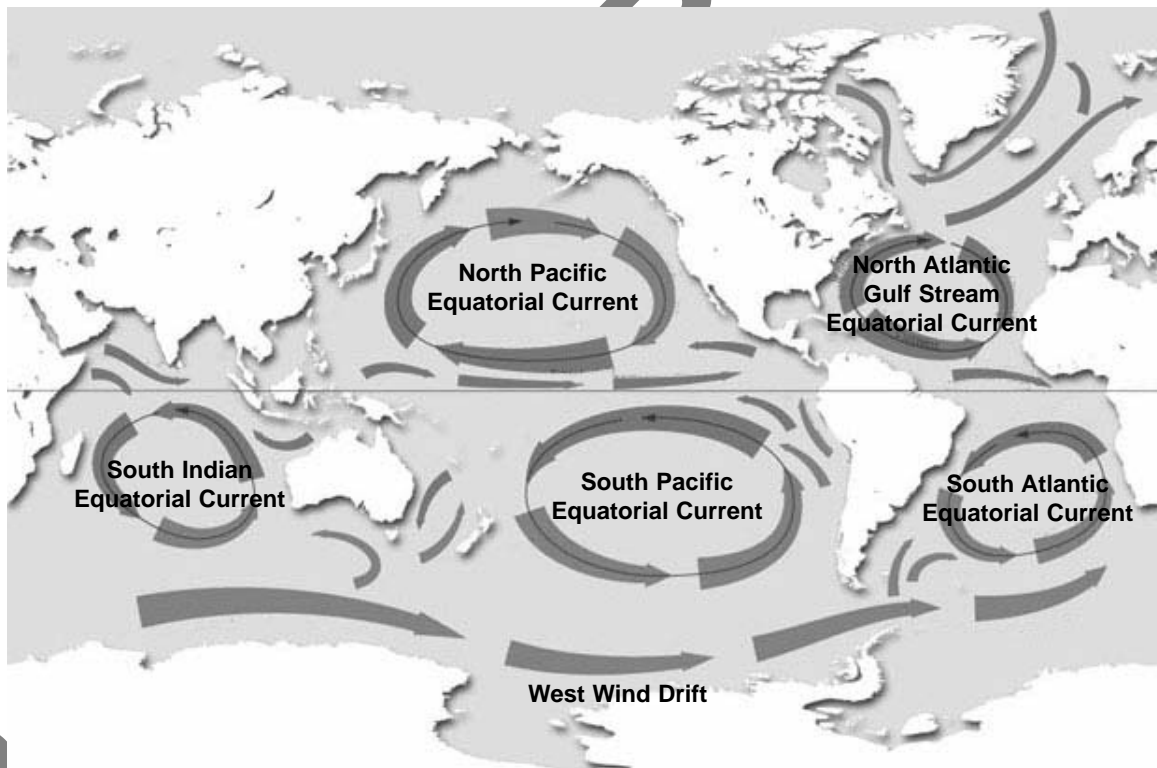 North Pacific
Equatorial Current
North Atlantic
Gulf Stream
Equatorial Current
South Indian
Equatorial Current
South Pacific
Equatorial Current
South Atlantic
Equatorial Current
West Wind Drift